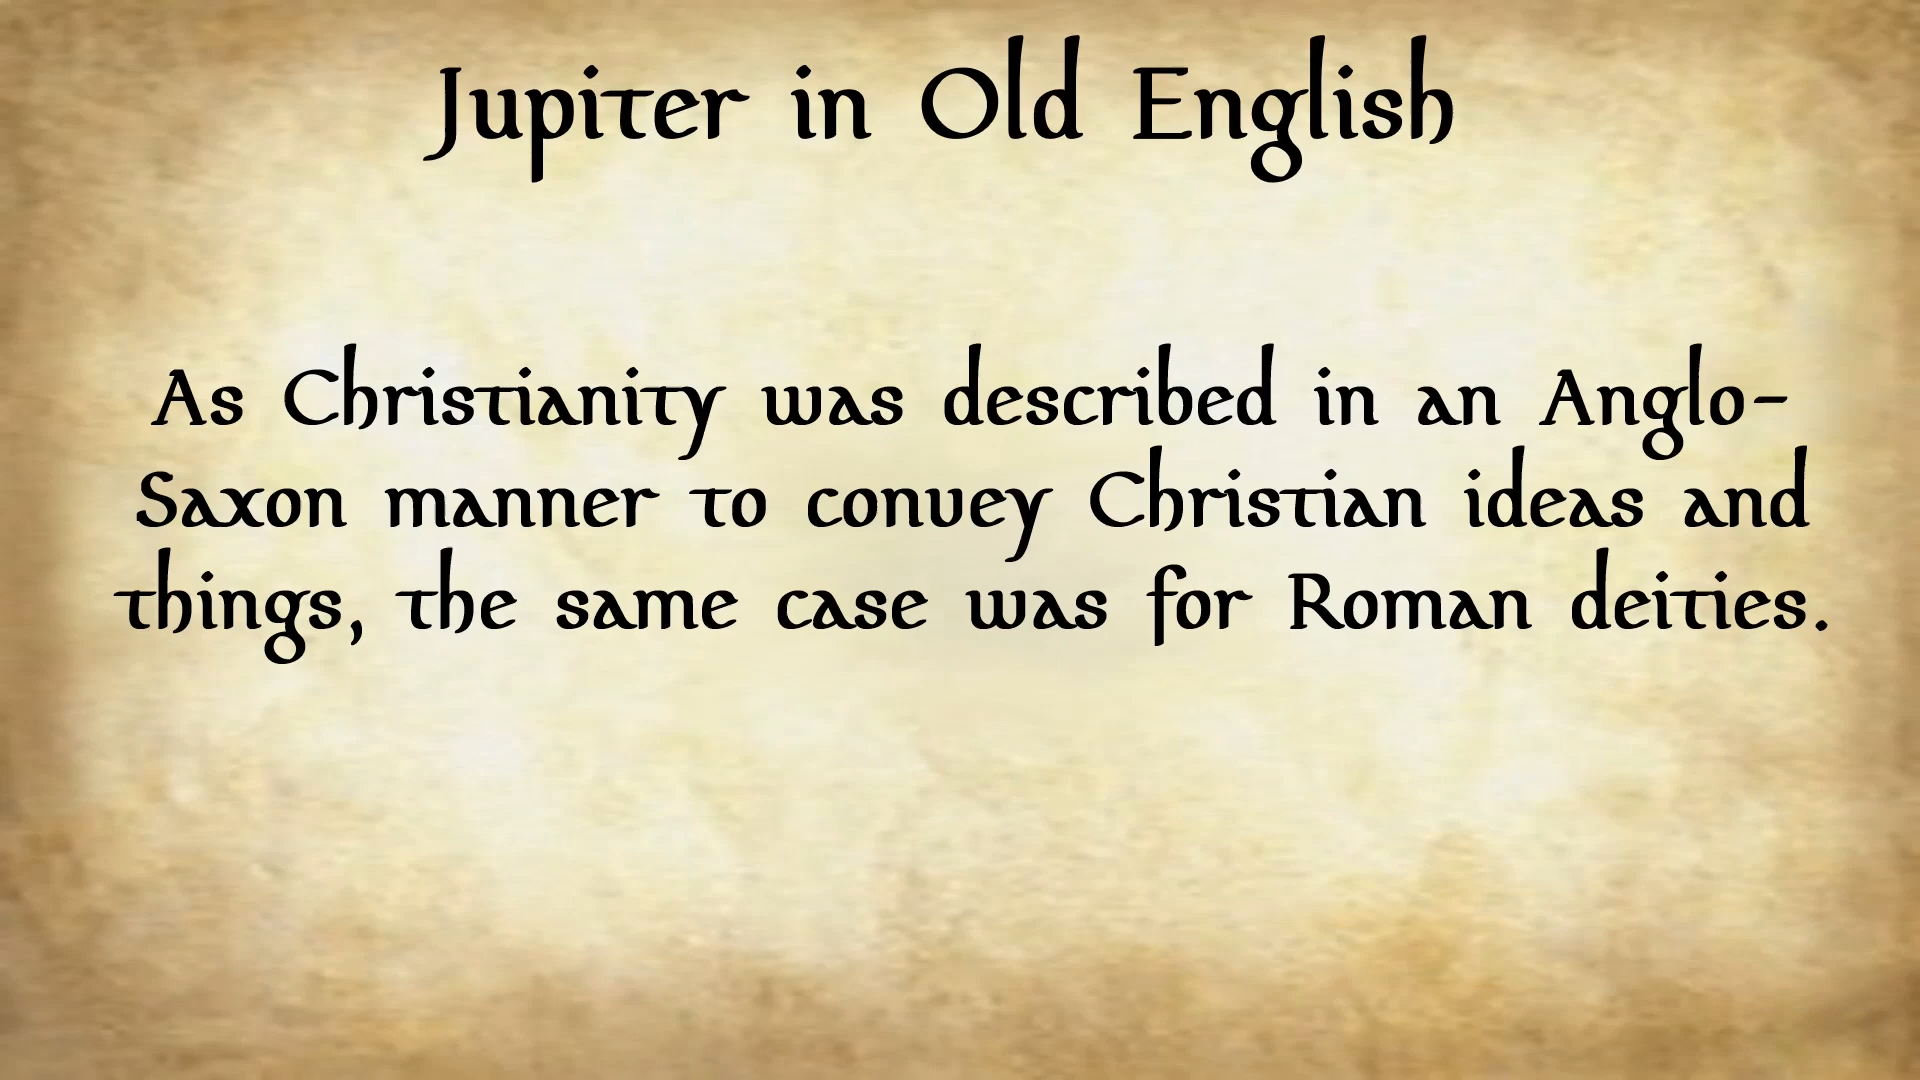 Jupiter in Old English
As Christianity was described in an Anglo-
Saxon manner to convey Christian ideas and
things, the same case was for Roman deities.